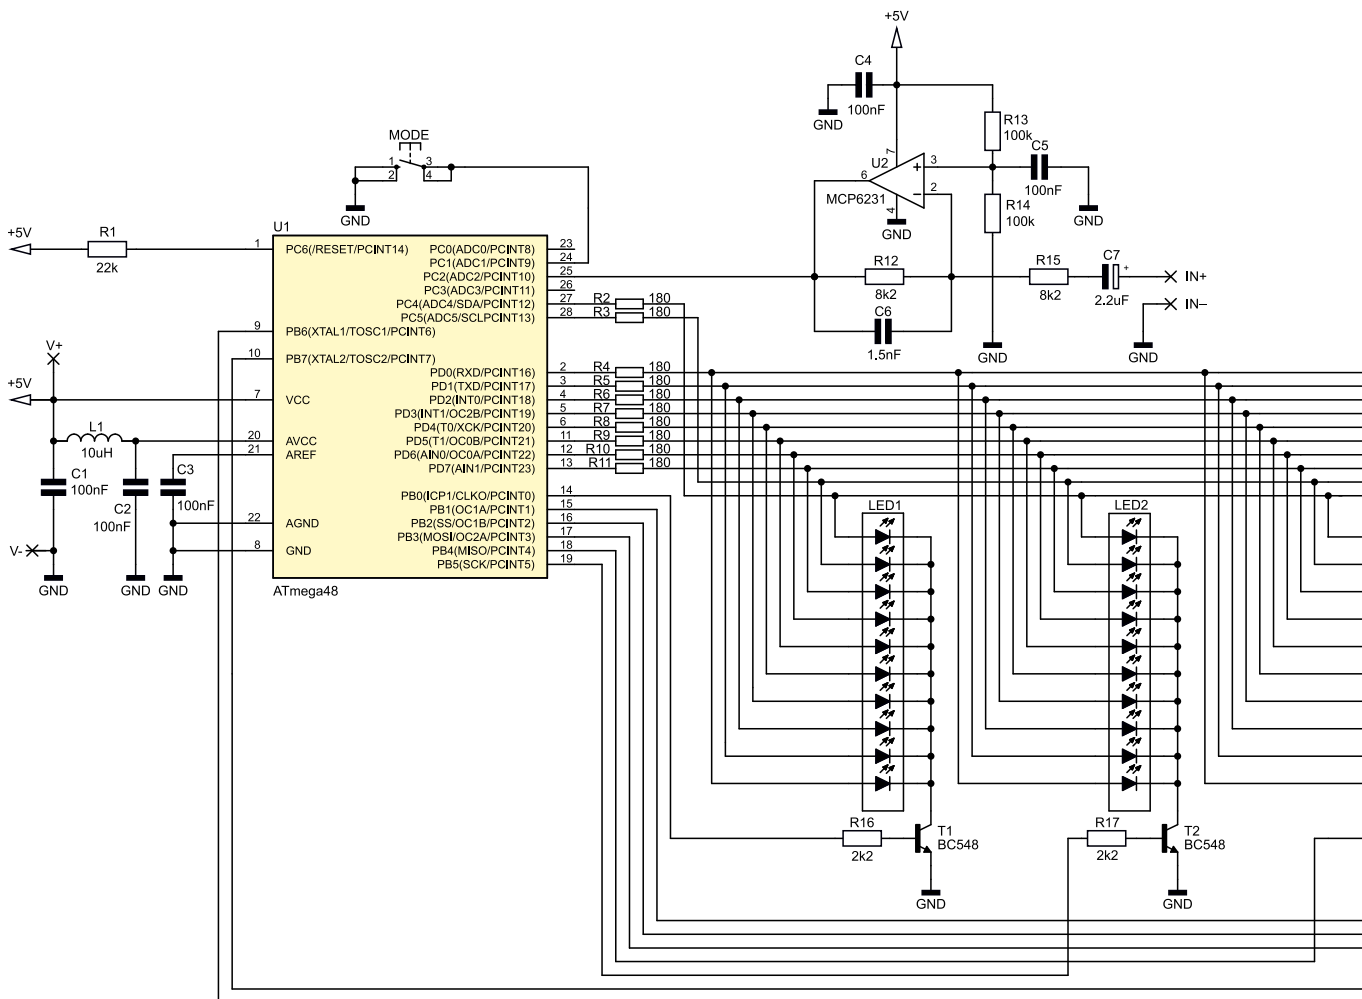 +5V
C4
100nF
GND
R13
100k
C5
100nF
GND
MODE
1
2
3
4
GND
7
U2
6
3
2
4
MCP6231
GND
R14
100k
U1
+5V
R1
22k
1
PC6(/RESET/PCINT14)
PC0(ADC0/PCINT8)
23
PC1(ADC1/PCINT9)
24
PC2(ADC2/PCINT10)
25
PC3(ADC3/PCINT11)
26
PC4(ADC4/SDA/PCINT12)
27
R2
180
PC5(ADC5/SCLPCINT13)
28
R3
180
R12
8k2
C6
1.5nF
R15
8k2
C7
+
2.2uF
IN+
IN–
GND
GND
9
PB6(XTAL1/TOSC1/PCINT6)
10
PB7(XTAL2/TOSC2/PCINT7)
V+
+5V
7
VCC
PD0(RXD/PCINT16)
2
R4
180
PD1(TXD/PCINT17)
3
R5
180
PD2(INT0/PCINT18)
4
R6
180
PD3(INT1/OC2B/PCINT19)
5
R7
180
PD4(T0/XCK/PCINT20)
6
R8
180
PD5(T1/OC0B/PCINT21)
11
R9
180
PD6(AIN0/OC0A/PCINT22)
12
R10
180
PD7(AIN1/PCINT23)
13
R11
180
L1
10uH
20
AVCC
21
AREF
C1
100nF
C2
100nF
C3
100nF
22
AGND
8
GND
V-
GND
GND
GND
PB0(ICP1/CLKO/PCINT0)
14
PB1(OC1A/PCINT1)
15
PB2(SS/OC1B/PCINT2)
16
PB3(MOSI/OC2A/PCINT3)
17
PB4(MISO/PCINT4)
18
PB5(SCK/PCINT5)
19
ATmega48
LED1
LED2
R16
2k2
T1
BC548
GND
R17
2k2
T2
BC548
GND